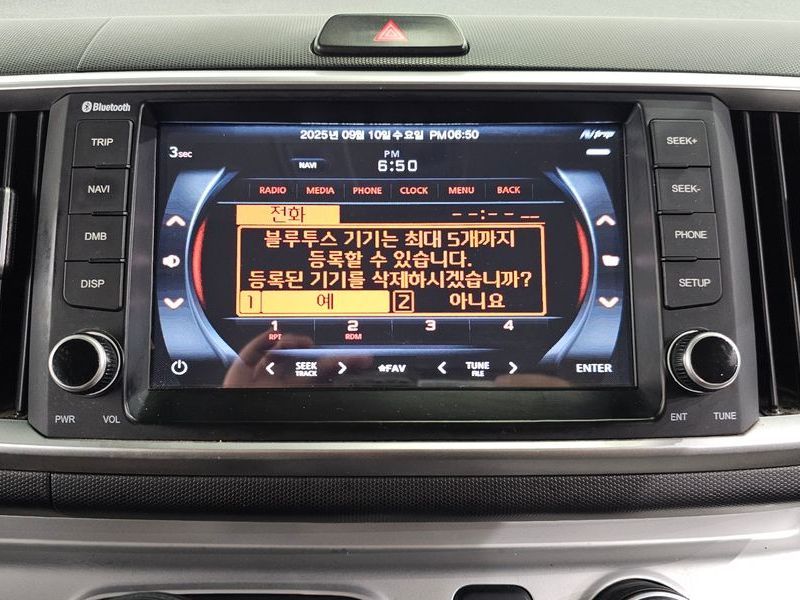 Bluetooth
2025년 09월 10일 수요일 PM 06:50
3sec
PM
NAVI
6:50
TRIP
NAVI
DMB
DISP
RADIO MEDIA PHONE CLOCK MENU BACK
전화 --:-- --
블루투스 기기는 최대 5개까지
등록할 수 있습니다.
등록된 기기를 삭제하시겠습니까?
1 예 2 아니요
1 2 3 4
RPT RDM
SEEK
TRACK
★FAV
TUNE
FILE
ENTER
SEEK+
SEEK-
PHONE
SETUP
PWR VOL
ENT TUNE